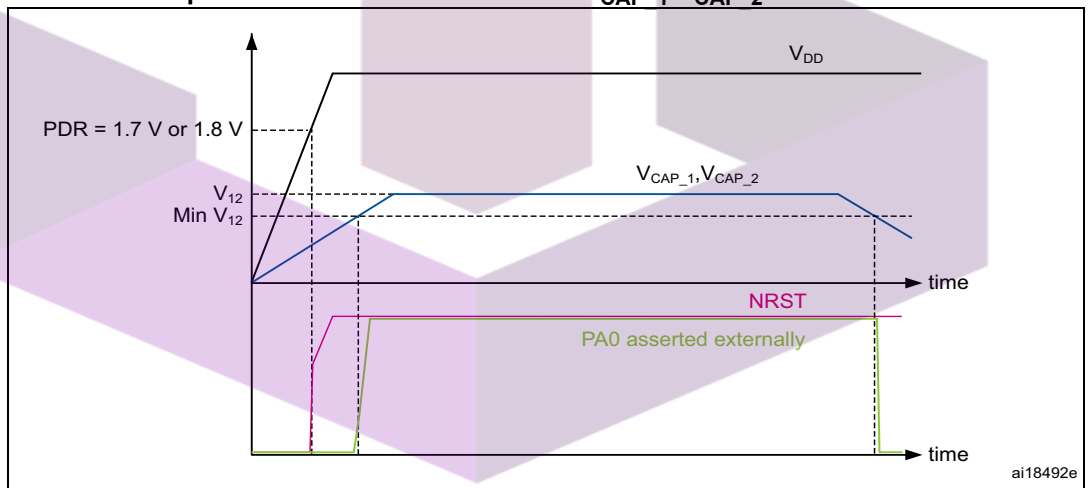 V_DD
PDR = 1.7 V or 1.8 V
V_CAP_1,V_CAP_2
V_12
Min V_12
time
NRST
PA0 asserted externally
time
ai18492e